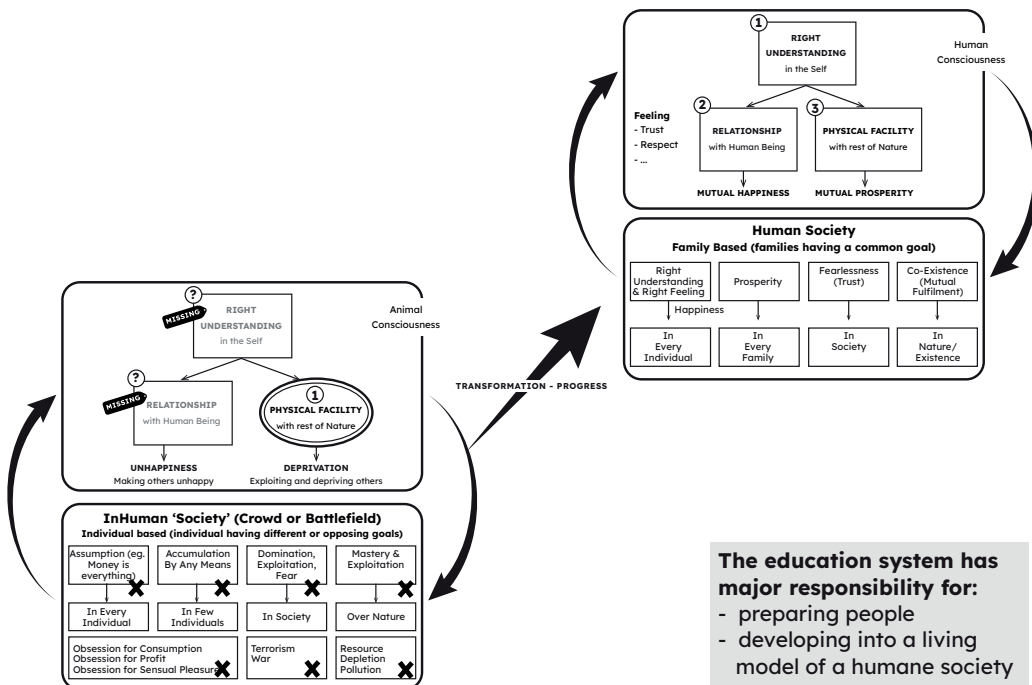 1
RIGHT
UNDERSTANDING
in the Self
Human
Consciousness
Feeling
- Trust
- Respect
- ...
2
RELATIONSHIP
with Human Being
3
PHYSICAL FACILITY
with rest of Nature
MUTUAL HAPPINESS
MUTUAL PROSPERITY
Human Society
Family Based (families having a common goal)
Right
Understanding
& Right Feeling
Prosperity
Fearlessness
(Trust)
Co-Existence
(Mutual
Fulfilment)
Happiness
In
Every
Individual
In
Every
Family
In
Society
In
Nature/
Existence
TRANSFORMATION - PROGRESS
?
MISSING
RIGHT
UNDERSTANDING
in the Self
Animal
Consciousness
?
MISSING
RELATIONSHIP
with Human Being
1
PHYSICAL FACILITY
with rest of Nature
UNHAPPINESS
Making others unhappy
DEPRIVATION
Exploiting and depriving others
InHuman ‘Society’ (Crowd or Battlefield)
Individual based (individual having different or opposing goals)
Assumption (eg.
Money is
everything)
Accumulation
By Any Means
Domination,
Exploitation,
Fear
Mastery &
Exploitation
In Every
Individual
In Few
Individuals
In Society
Over Nature
Obsession for Consumption
Obsession for Profit
Obsession for Sensual Pleasure
Terrorism
War
Resource
Depletion
Pollution
The education system has
major responsibility for:
- preparing people
- developing into a living
model of a humane society